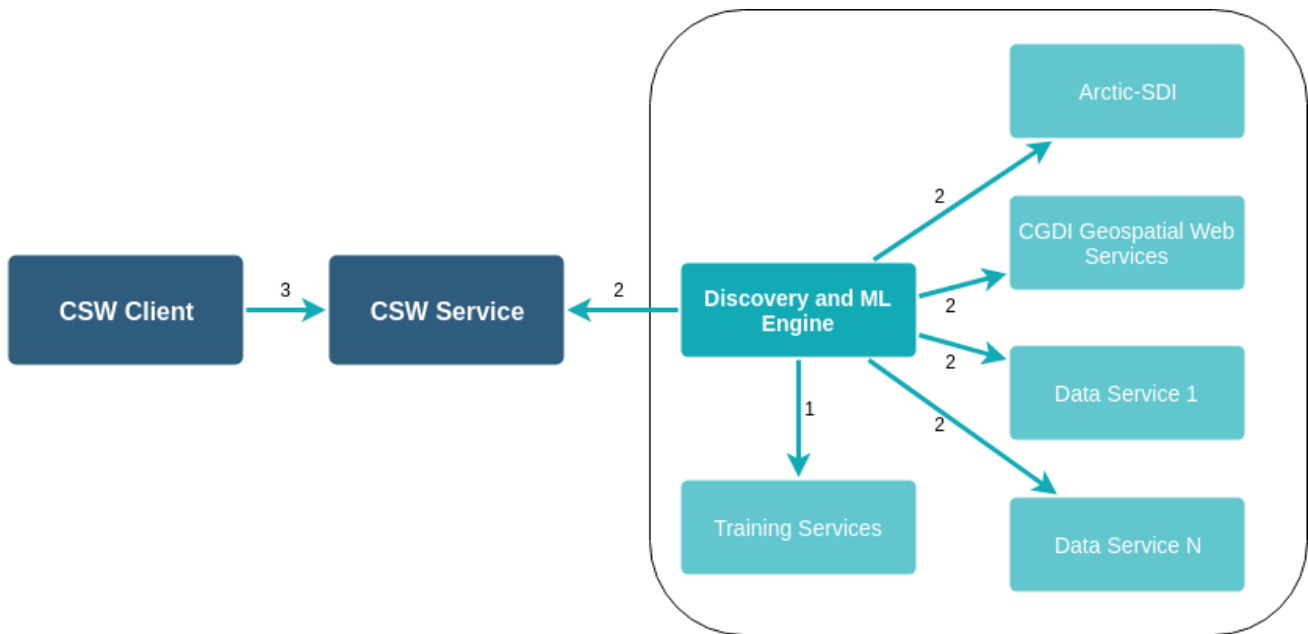 Arctic-SDI
2
CGDI Geospatial Web
Services
CSW Client
3
CSW Service
2
Discovery and ML
Engine
2
2
Data Service 1
1
2
Training Services
Data Service N